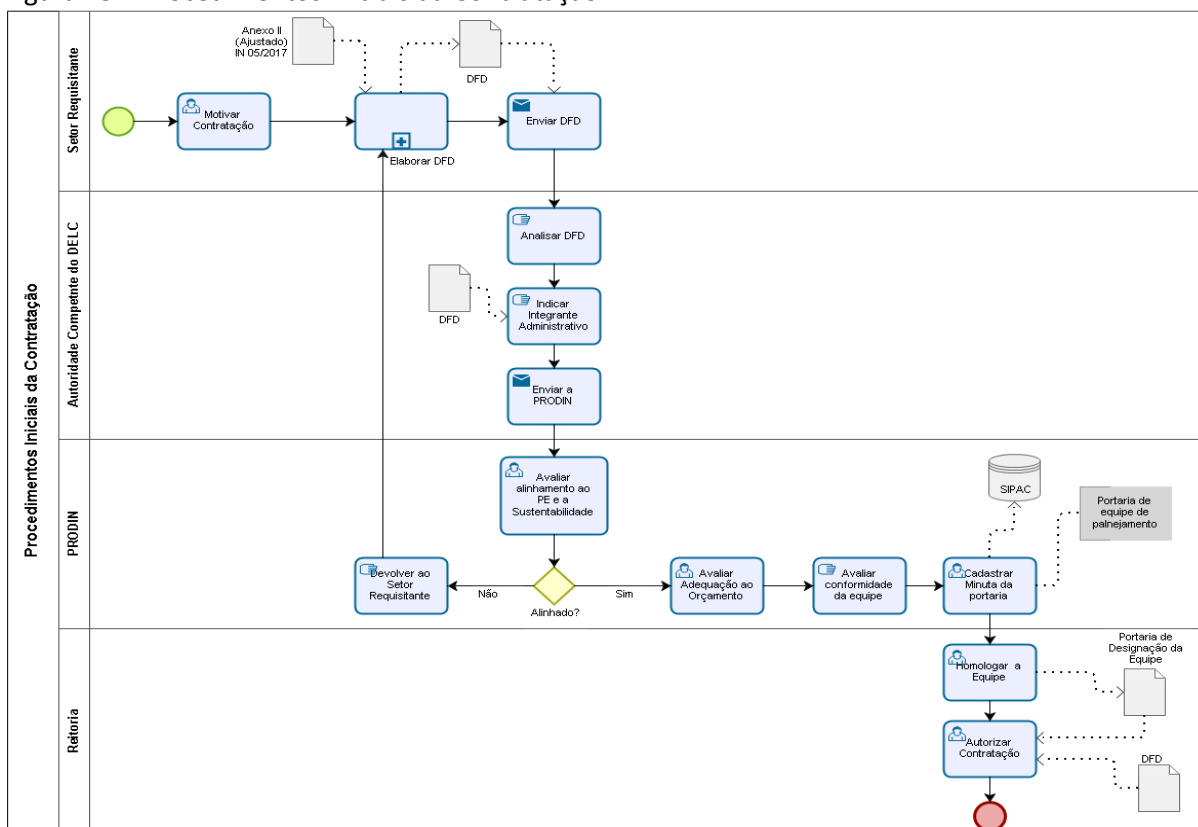 Procedimentos Iniciais da Contratação
Setor Requisitante
Anexo II
(Ajustado)
IN 05/2017
DFD
Motivar
Contratação
Elaborar DFD
Enviar DFD
Autoridade Competnte do DELC
Analisar DFD
DFD
Indicar
Integrante
Administrativo
Enviar a
PRODIN
PRODIN
Avaliar
alinhamento ao
PE e a
Sustentabilidade
SIPAC
Portaria de
equipe de
palnejamento
Devolver ao
Setor
Requisitante
Não
Alinhado?
Sim
Avaliar
Adequação ao
Orçamento
Avaliar
conformidade
da equipe
Cadastrar
Minuta da
portaria
Reitoria
Homologar a
Equipe
Portaria de
Designação da
Equipe
Autorizar
Contratação
DFD